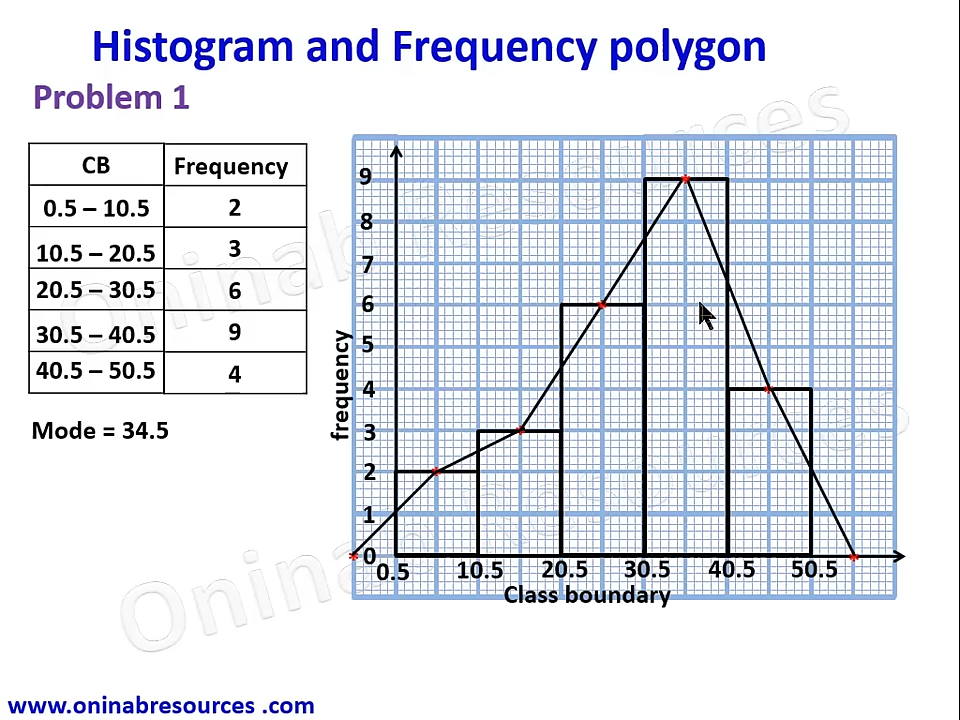 Histogram and Frequency polygon
Problem 1
CB Frequency
0.5 – 10.5 2
10.5 – 20.5 3
20.5 – 30.5 6
30.5 – 40.5 9
40.5 – 50.5 4
Mode = 34.5
frequency
9
8
7
6
5
4
3
2
1
0
0.5 10.5 20.5 30.5 40.5 50.5
Class boundary
OninabResources
OninabResources
www.oninabresources .com